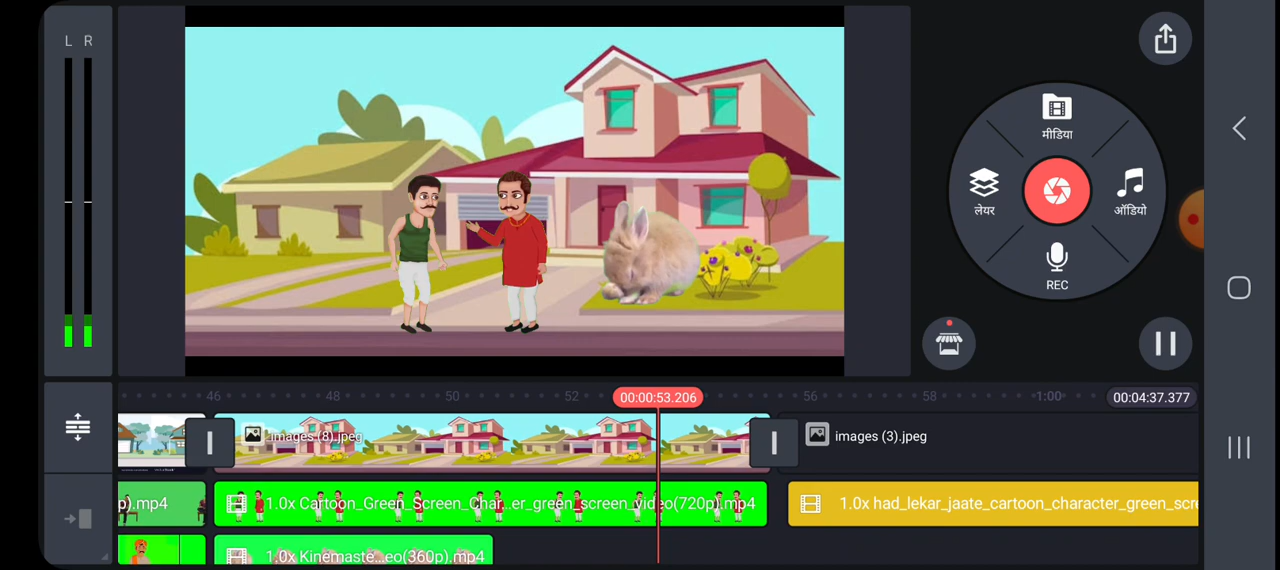 L R
मीडिया
लेयर
ऑडियो
REC
46 48 50 52 00:00:53.206 56 58 1:00 00:04:37.377
images (8).jpeg
images (3).jpeg
p).mp4
1.0x Cartoon_Green_Screen_Char...er_green_screen_video(720p).mp4
1.0x had_lekar_jaate_cartoon_character_green_scre
1.0x Kinemaste...eo(360p).mp4